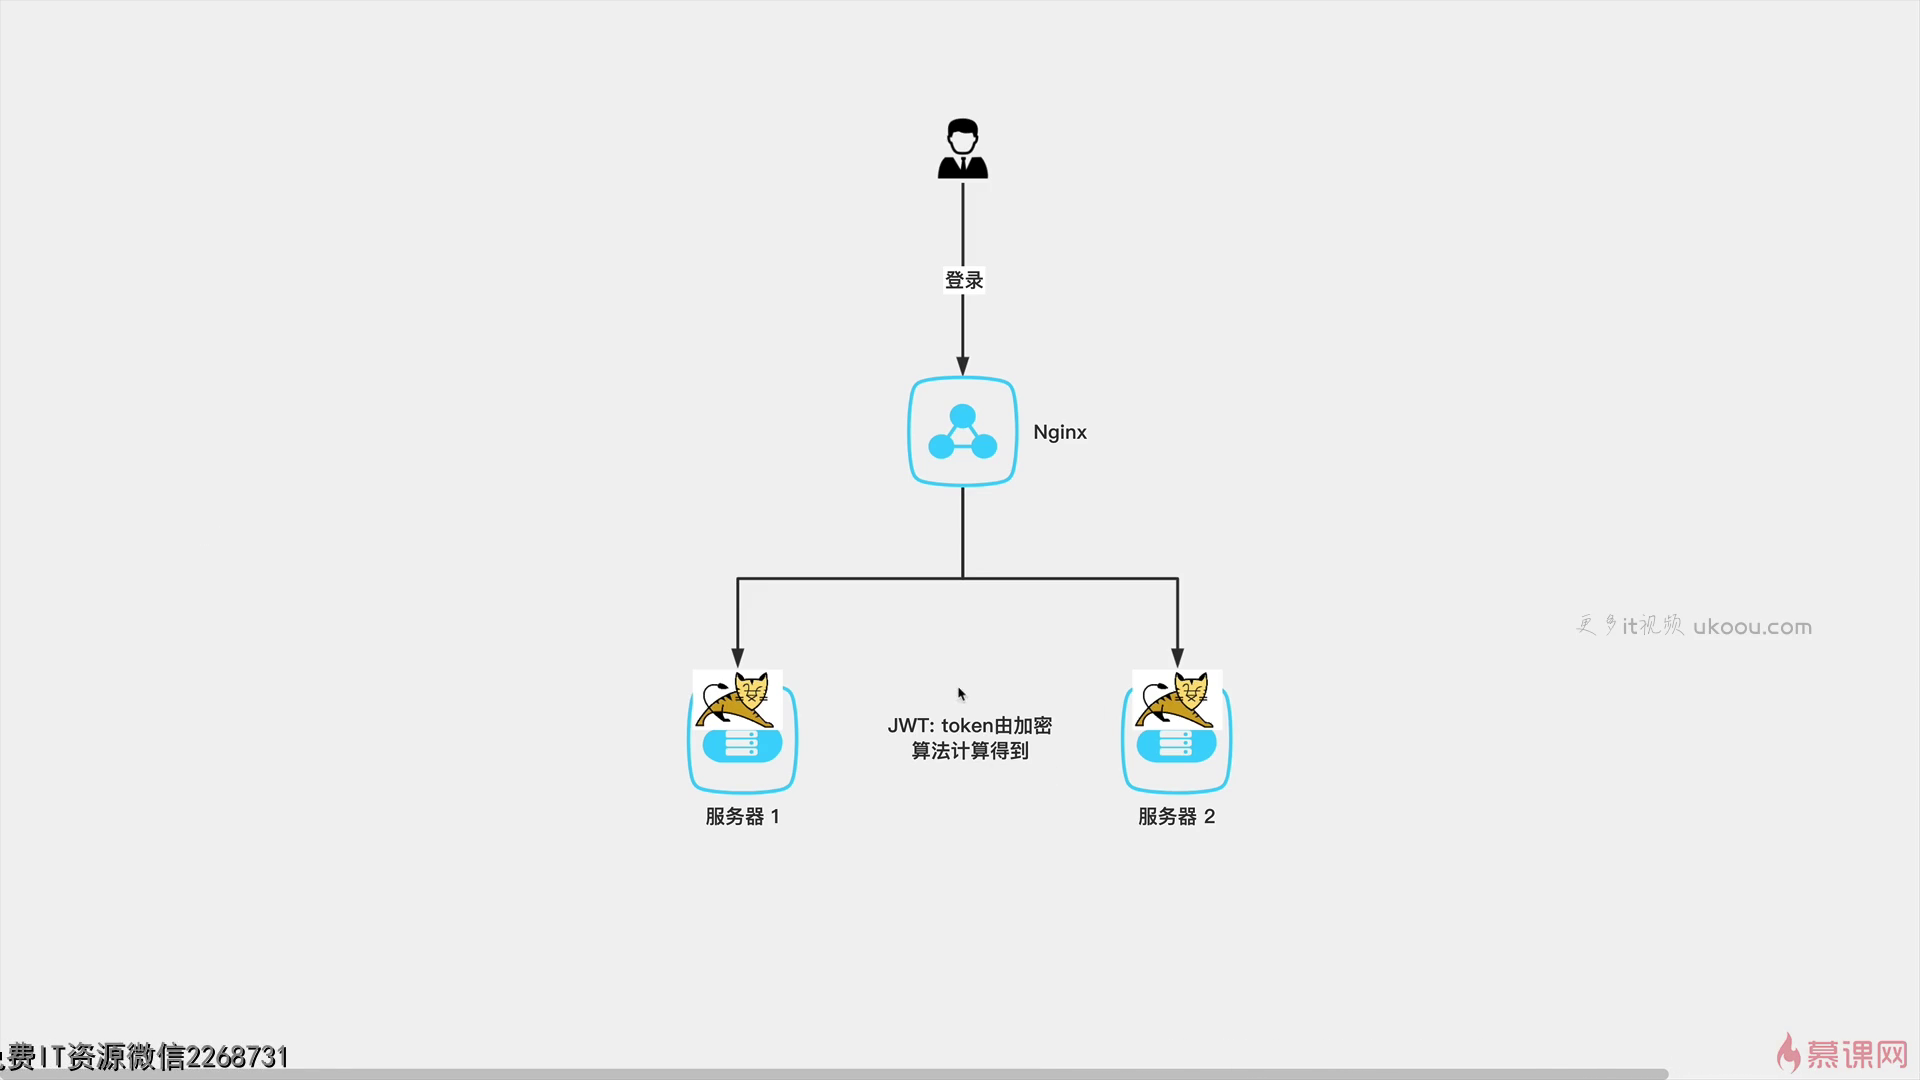 登录
Nginx
更多it视频 ukoou.com
JWT: token由加密
算法计算得到
服务器 1
服务器 2
费IT资源微信2268731
慕课网